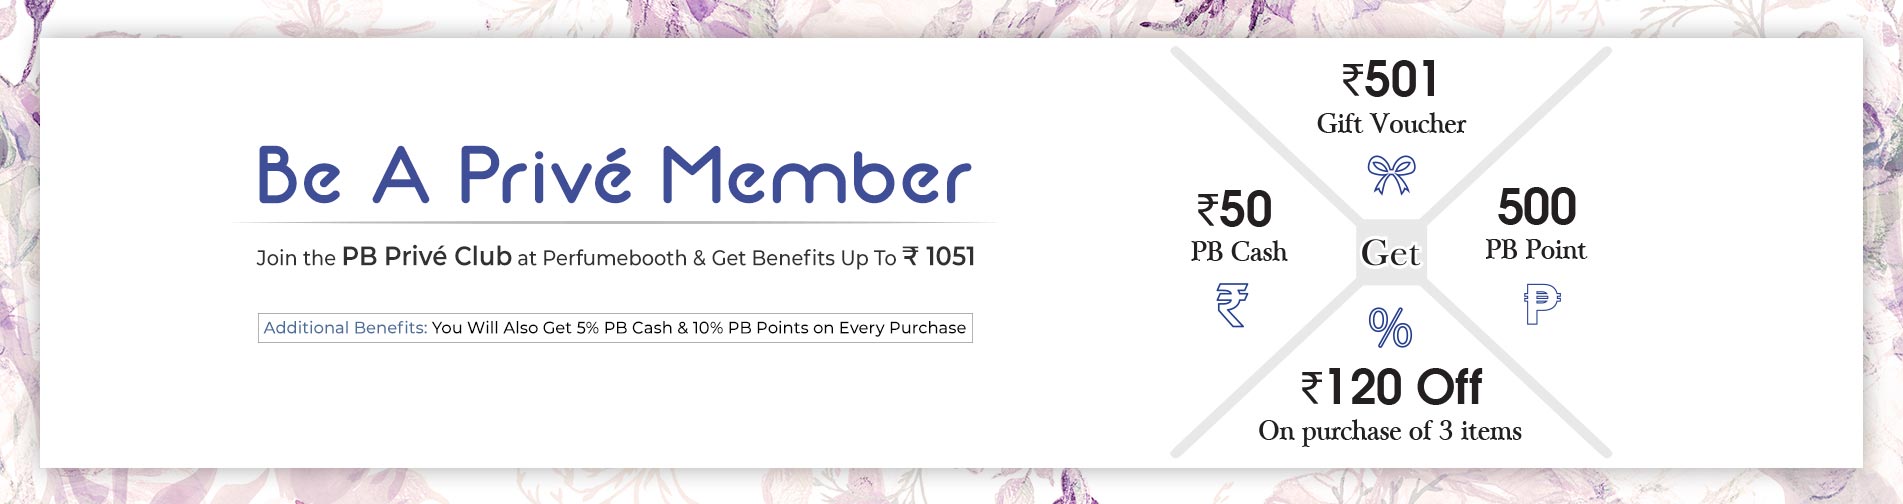 Be A Privé Member
Join the PB Privé Club at Perfumebooth & Get Benefits Up To ₹ 1051
Additional Benefits: You Will Also Get 5% PB Cash & 10% PB Points on Every Purchase
₹501
Gift Voucher
₹50
PB Cash
₹
Get
500
PB Point
₱
%
₹120 Off
On purchase of 3 items